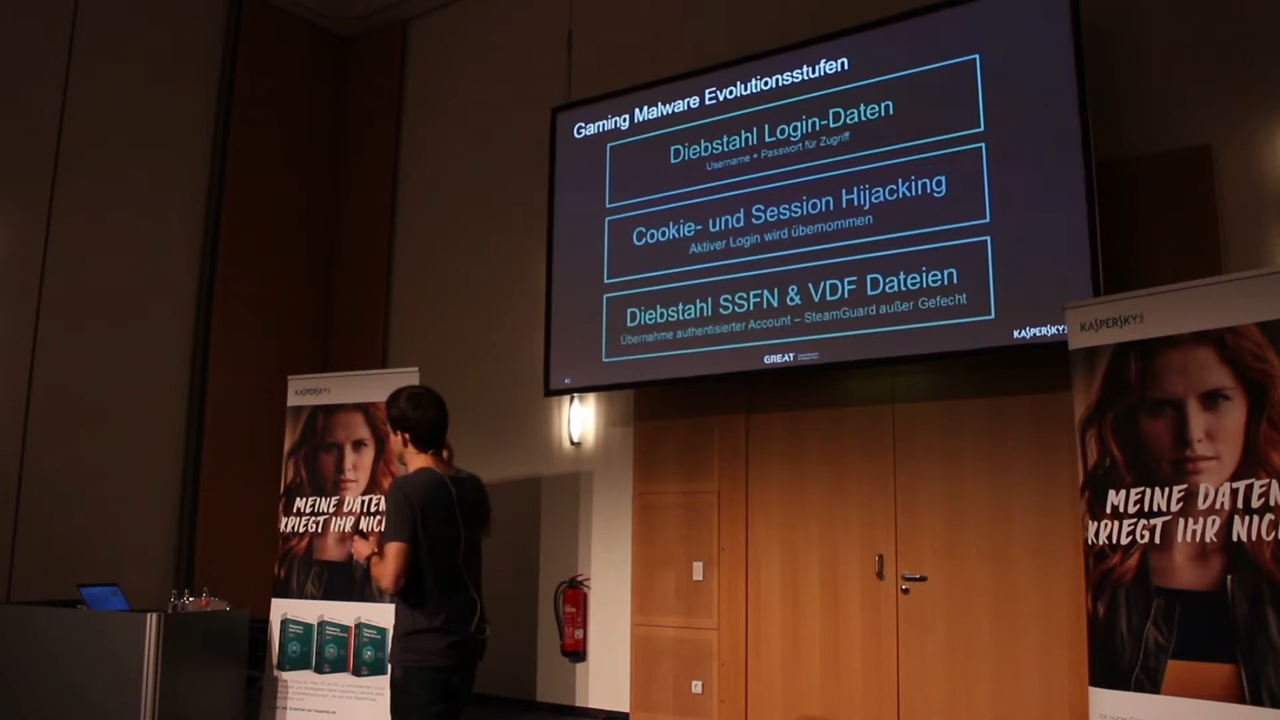 Gaming Malware Evolutionsstufen
Diebstahl Login-Daten
Username + Passwort für Zugriff
Cookie- und Session Hijacking
Aktiver Login wird übernommen
Diebstahl SSFN & VDF Dateien
Übernahme authentisierter Account – SteamGuard außer Gefecht
GREAT
KASPERSKY
KASPERSKY
MEINE DATEN
KRIEGT IHR NIC
KASPERSKY
MEINE DATEN
KRIEGT IHR NIC